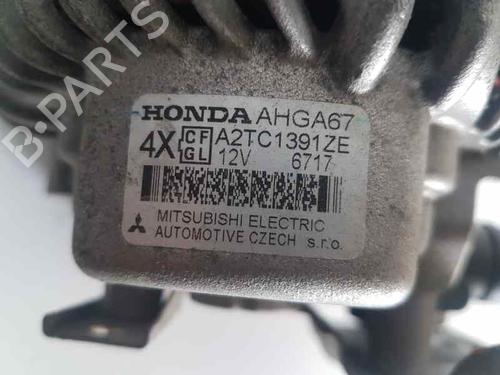 HONDA AHGA67
4X CF GL A2TC1391ZE
12V 6717
MITSUBISHI ELECTRIC
AUTOMOTIVE CZECH s.r.o.
B PARTS